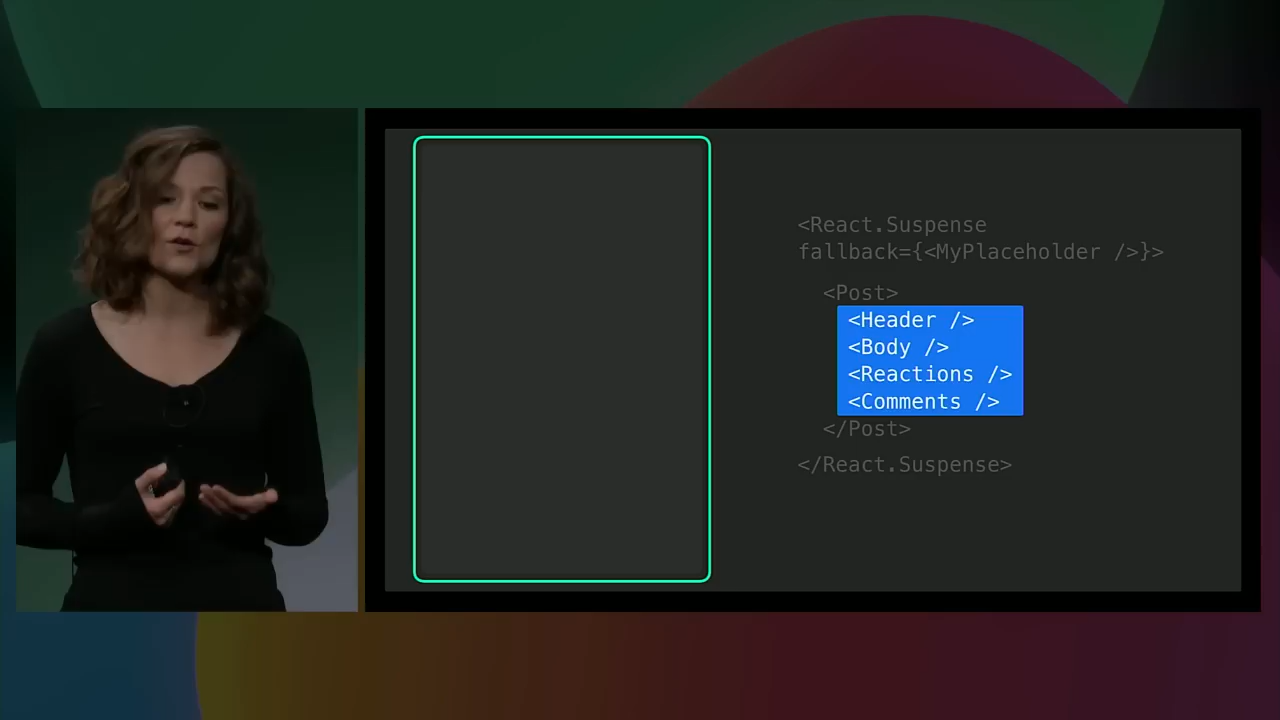 <React.Suspense
fallback={<MyPlaceholder />}>
<Post>
<Header />
<Body />
<Reactions />
<Comments />
</Post>
</React.Suspense>